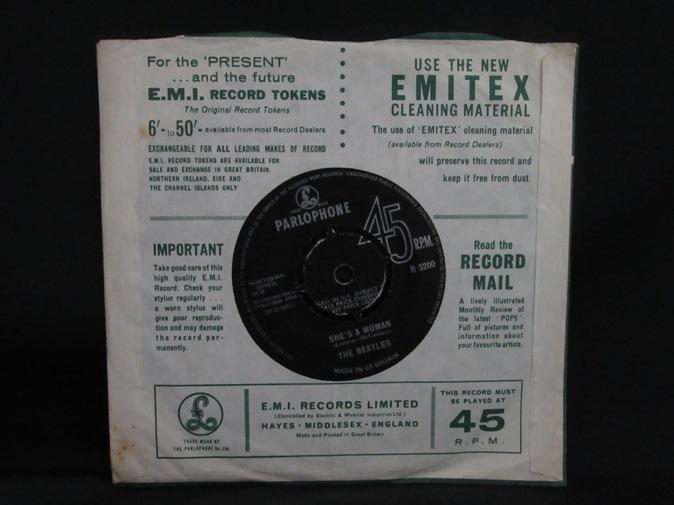 For the 'PRESENT'
...and the future
E.M.I. RECORD TOKENS
The Original Record Tokens
6'- to 50'- available from most Record Dealers
EXCHANGEABLE FOR ALL LEADING MAKES OF RECORD
E.M.I. RECORD TOKENS ARE AVAILABLE FOR
SALE AND EXCHANGE IN GREAT BRITAIN,
NORTHERN IRELAND, EIRE AND
THE CHANNEL ISLANDS ONLY
USE THE NEW
EMITEX
CLEANING MATERIAL
The use of 'EMITEX' cleaning material
(available from Record Dealers)
will preserve this record and
keep it free from dust.
IMPORTANT
Take good care of this
high quality E.M.I.
Record. Check your
stylus regularly . . .
a worn stylus will
give poor reproduc-
tion and may damage
the record per-
manently.
TRADE MARK
PARLOPHONE
45
R.P.M.
R 5200
NORTHERN
SONGS
NCB
SHE'S A WOMAN
(Lennon—McCartney)
THE BEATLES
MADE IN GT. BRITAIN
Read the
RECORD
MAIL
A lively illustrated
Monthly Review of
the latest 'POPS'
Full of pictures and
information about
your favourite artists.
TRADE MARK OF
THE PARLOPHONE Co. Ltd.
E.M.I. RECORDS LIMITED
(Controlled by Electric & Musical Industries Ltd.)
HAYES · MIDDLESEX · ENGLAND
Made and Printed in Great Britain
THIS RECORD MUST
BE PLAYED AT
45
R.P.M.